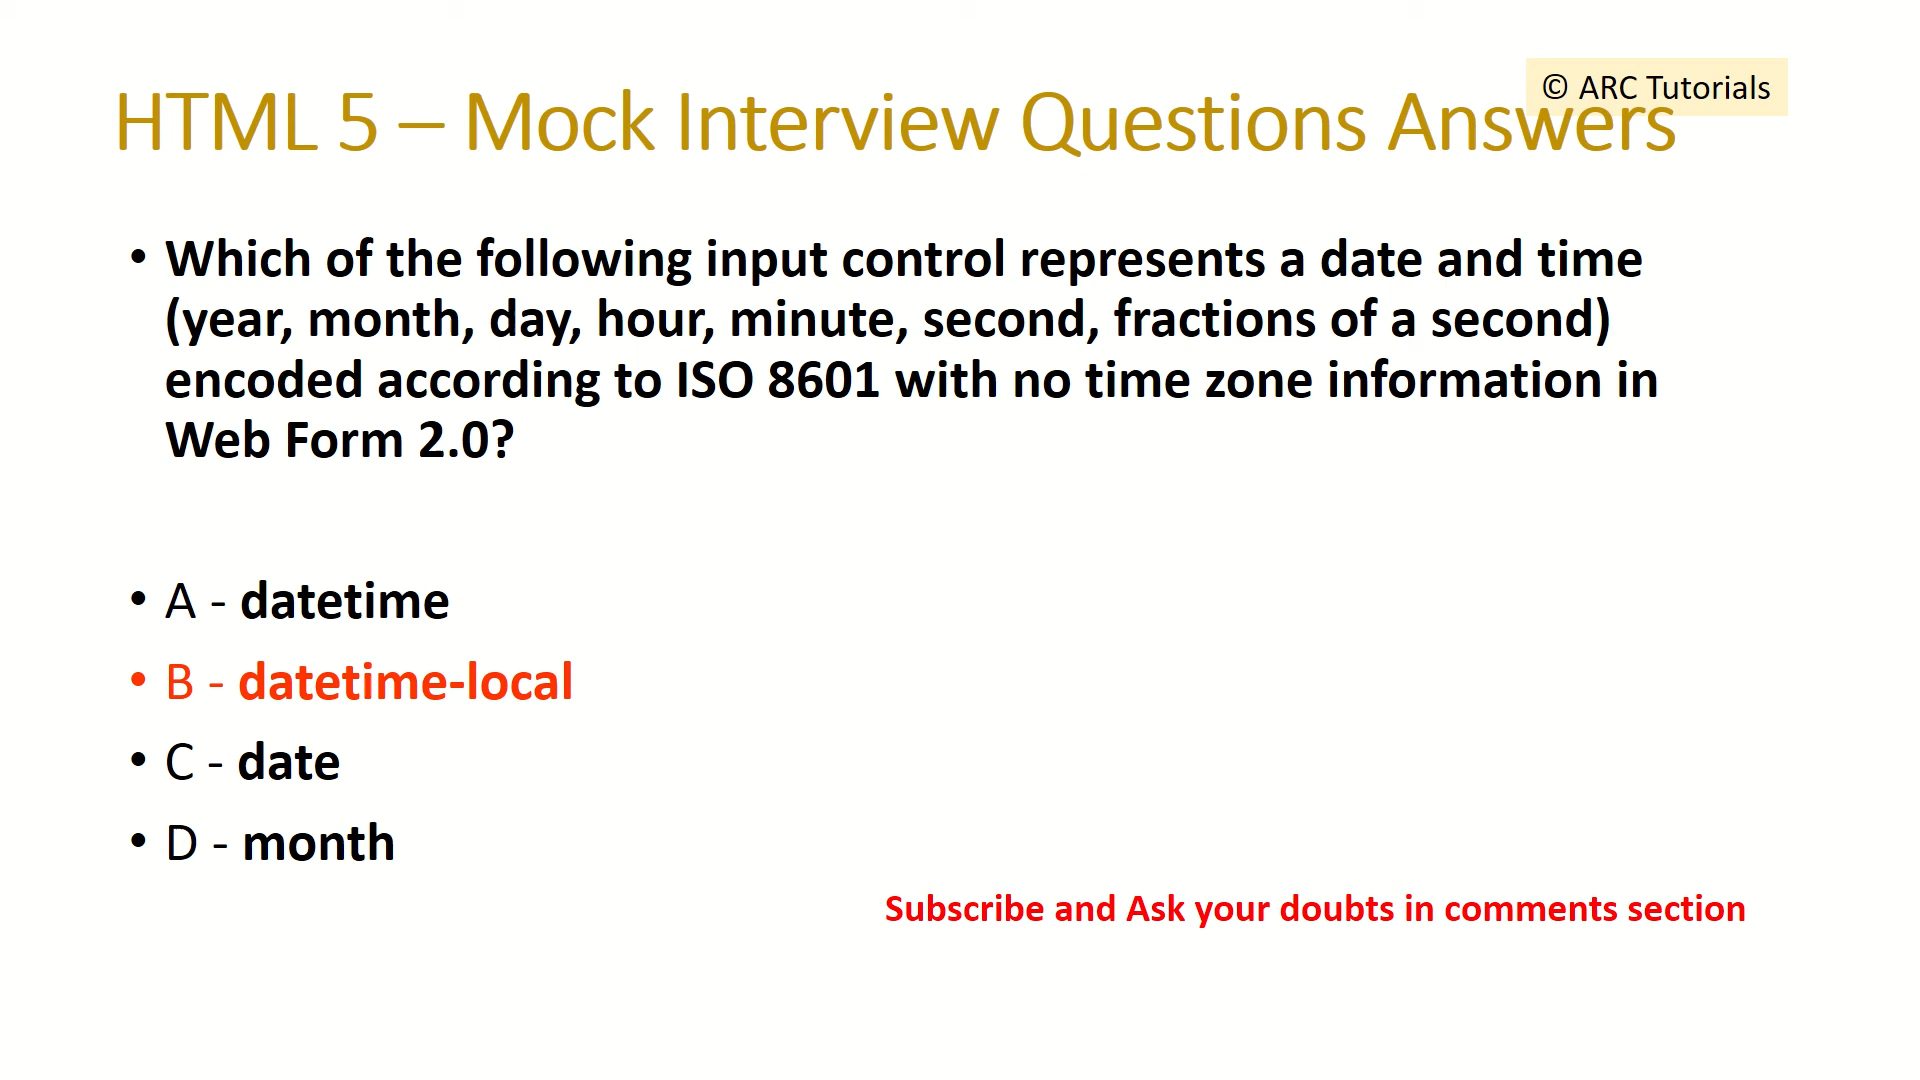 © ARC Tutorials
HTML 5 – Mock Interview Questions Answers
• Which of the following input control represents a date and time
(year, month, day, hour, minute, second, fractions of a second)
encoded according to ISO 8601 with no time zone information in
Web Form 2.0?
• A - datetime
• B - datetime-local
• C - date
• D - month
Subscribe and Ask your doubts in comments section